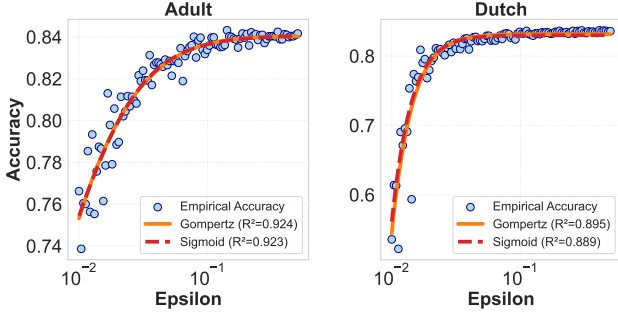 Adult
Accuracy
0.84
0.82
0.80
0.78
0.76
0.74
Empirical Accuracy
Gompertz (R²=0.924)
Sigmoid (R²=0.923)
10⁻²
10⁻¹
Epsilon
Dutch
0.8
0.7
0.6
Empirical Accuracy
Gompertz (R²=0.895)
Sigmoid (R²=0.889)
10⁻²
10⁻¹
Epsilon